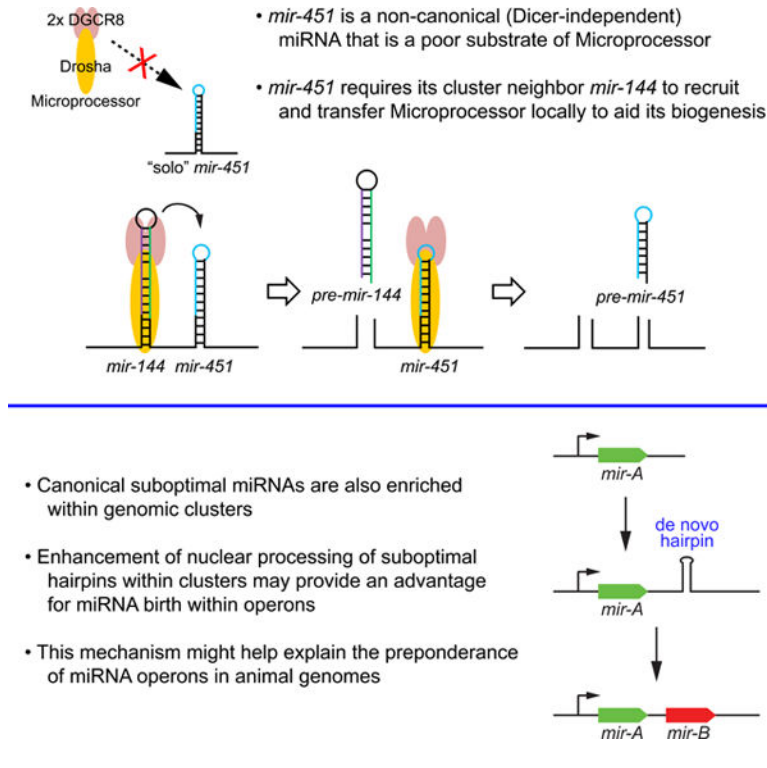 2x DGCR8
Drosha
Microprocessor
"solo" mir-451
• mir-451 is a non-canonical (Dicer-independent)
miRNA that is a poor substrate of Microprocessor
• mir-451 requires its cluster neighbor mir-144 to recruit
and transfer Microprocessor locally to aid its biogenesis
mir-144 mir-451
pre-mir-144
mir-451
pre-mir-451
• Canonical suboptimal miRNAs are also enriched
within genomic clusters
• Enhancement of nuclear processing of suboptimal
hairpins within clusters may provide an advantage
for miRNA birth within operons
• This mechanism might help explain the preponderance
of miRNA operons in animal genomes
mir-A
de novo
hairpin
mir-A
mir-A mir-B